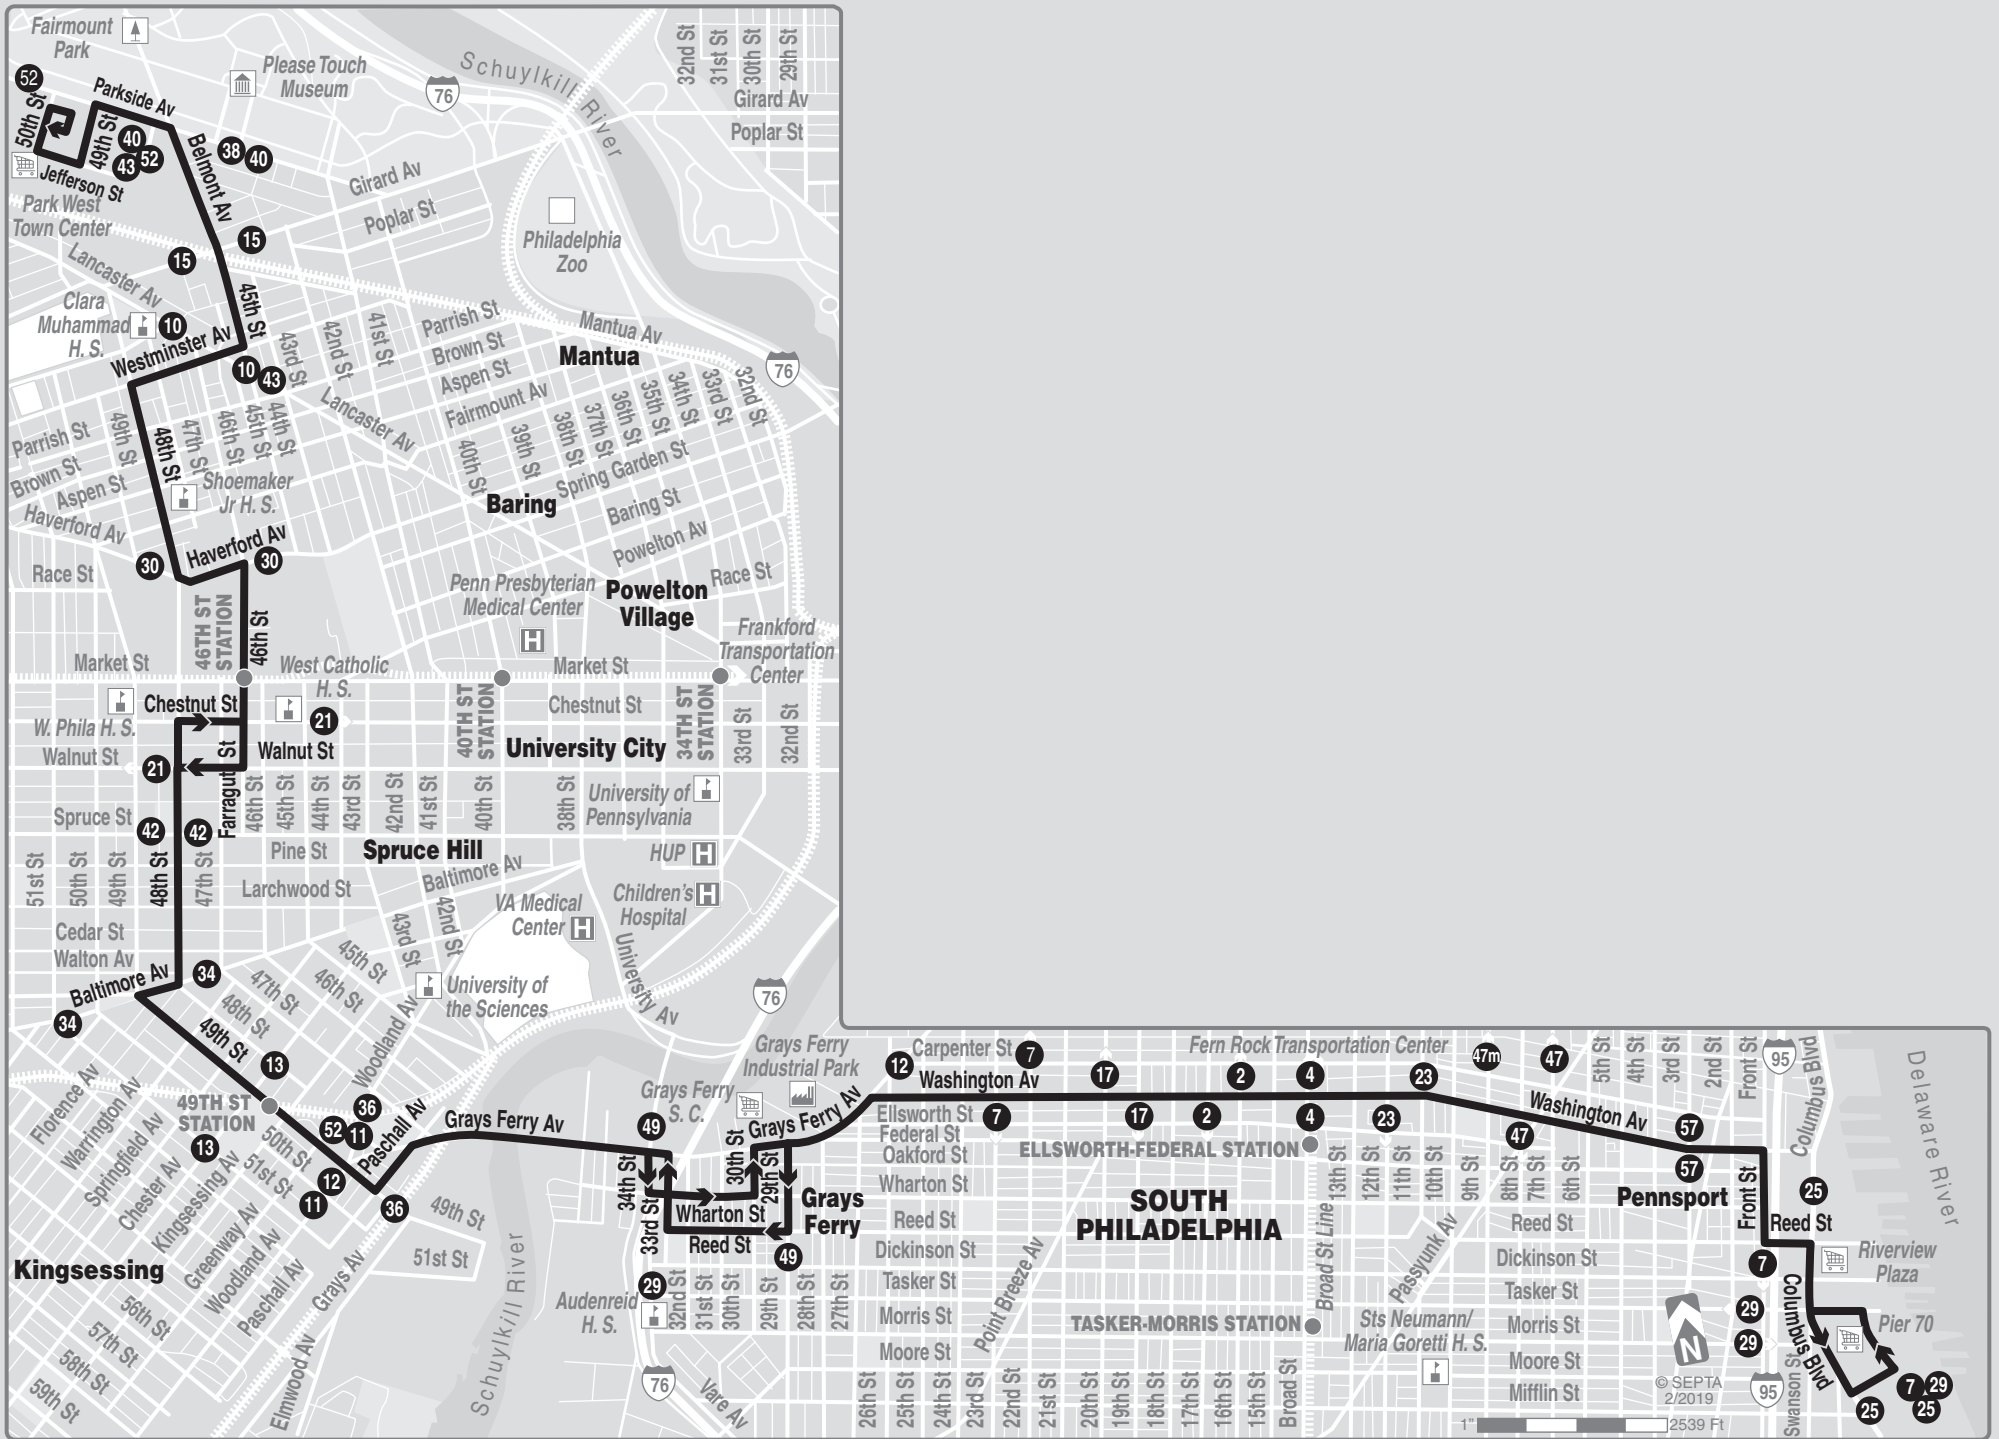 Fairmount
Park
52
Please Touch
Museum
76
Schuylkill River
32nd St
31st St
30th St
29th St
Girard Av
Poplar St
Parkside Av
50th St
49th St
40
43
52
Belmont Av
38
40
Jefferson St
Park West
Town Center
Girard Av
Poplar St
Philadelphia
Zoo
15
15
Lancaster Av
Clara
Muhammad
H. S.
10
45th St
Westminster Av
10
43
43rd St
42nd St
41st St
Parrish St
Brown St
Aspen St
Fairmount Av
Mantua Av
Mantua
76
Lancaster Av
40th St
39th St
38th St
37th St
36th St
35th St
34th St
33rd St
32nd St
Spring Garden St
Baring St
Powelton Av
Baring
Parrish St
Brown St
Aspen St
Haverford Av
49th St
48th St
47th St
46th St
45th St
44th St
Shoemaker
Jr H. S.
Haverford Av
30
30
Race St
46TH ST
STATION
46th St
Penn Presbyterian
Medical Center
H
Powelton
Village
Race St
Frankford
Transportation
Center
Market St
West Catholic
H. S.
Market St
Chestnut St
W. Phila H. S.
21
40TH ST
STATION
Chestnut St
34TH ST
STATION
33rd St
32nd St
Walnut St
Walnut St
University City
21
Farragut St
46th St
45th St
44th St
43rd St
42nd St
41st St
40th St
38th St
University of
Pennsylvania
Spruce St
42
42
Pine St
Spruce Hill
HUP
H
51st St
50th St
49th St
48th St
47th St
Larchwood St
Baltimore Av
Children's
Hospital
H
VA Medical
Center
H
43rd St
42nd St
Cedar St
Walton Av
Baltimore Av
34
34
47th St
48th St
45th St
46th St
Woodland Av
University of
the Sciences
University Av
76
49th St
13
49TH ST
STATION
13
Florence Av
Warrington Av
Springfield Av
Chester Av
Kingsessing Av
Greenway Av
Woodland Av
Paschall Av
Grays Av
Elmwood Av
50th St
51st St
52
11
36
12
11
36
Paschall Av
Grays Ferry Av
49th St
51st St
Kingsessing
56th St
57th St
58th St
59th St
Schuylkill River
Grays Ferry
Industrial Park
Grays Ferry
S. C.
49
Grays Ferry Av
34th St
33rd St
30th St
29th St
Wharton St
Reed St
Grays
Ferry
49
29
Audenreid
H. S.
32nd St
31st St
30th St
29th St
28th St
27th St
76
Vare Av
12
Carpenter St
7
Washington Av
17
Fern Rock Transportation Center
2
4
23
47m
47
5th St
4th St
3rd St
2nd St
Front St
95
Columbus Blvd
Delaware River
Ellsworth St
Federal St
Oakford St
Wharton St
Reed St
Dickinson St
Tasker St
Morris St
Moore St
7
17
2
4
23
47
Washington Av
57
57
ELLSWORTH-FEDERAL STATION
13th St
12th St
11th St
10th St
9th St
8th St
7th St
6th St
SOUTH
PHILADELPHIA
Pennsport
Front St
25
Reed St
Reed St
Dickinson St
Tasker St
Morris St
Moore St
Mifflin St
Point Breeze Av
Broad St Line
Passyunk Av
TASKER-MORRIS STATION
Sts Neumann/
Maria Goretti H. S.
7
29
29
Columbus Blvd
Riverview
Plaza
Pier 70
26th St
25th St
24th St
23rd St
22nd St
21st St
20th St
19th St
18th St
17th St
16th St
15th St
Broad St
N
© SEPTA
2/2019
95
Swanson St
7
29
25
25
1"
2539 Ft